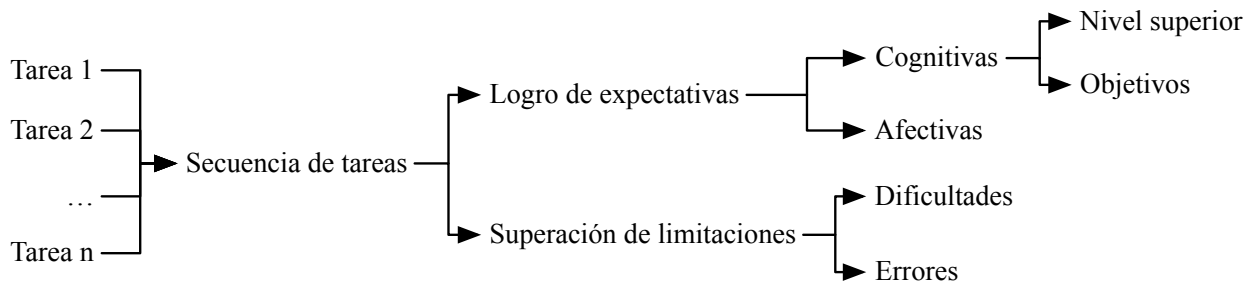 Tarea 1
Tarea 2
…
Tarea n
Secuencia de tareas
Logro de expectativas
Superación de limitaciones
Cognitivas
Afectivas
Dificultades
Errores
Nivel superior
Objetivos